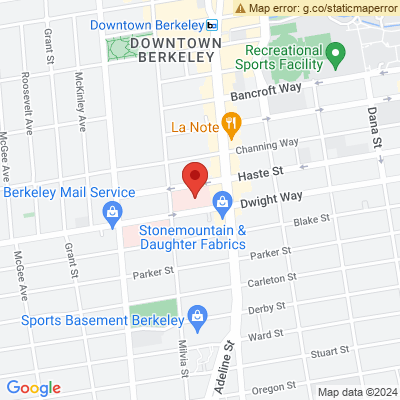 Map error: g.co/staticmaperror
Downtown Berkeley
DOWNTOWN
BERKELEY
Recreational
Sports Facility
Grant St
Roosevelt Ave
McKinley Ave
McGee Ave
Bancroft Way
La Note
Channing Way
Dana St
Haste St
Berkeley Mail Service
Dwight Way
Stonemountain &
Daughter Fabrics
Blake St
Grant St
McGee Ave
Parker St
Parker St
Carleton St
Derby St
Sports Basement Berkeley
Milvia St
Adeline St
Ward St
Stuart St
Oregon St
Google
Map data ©2024